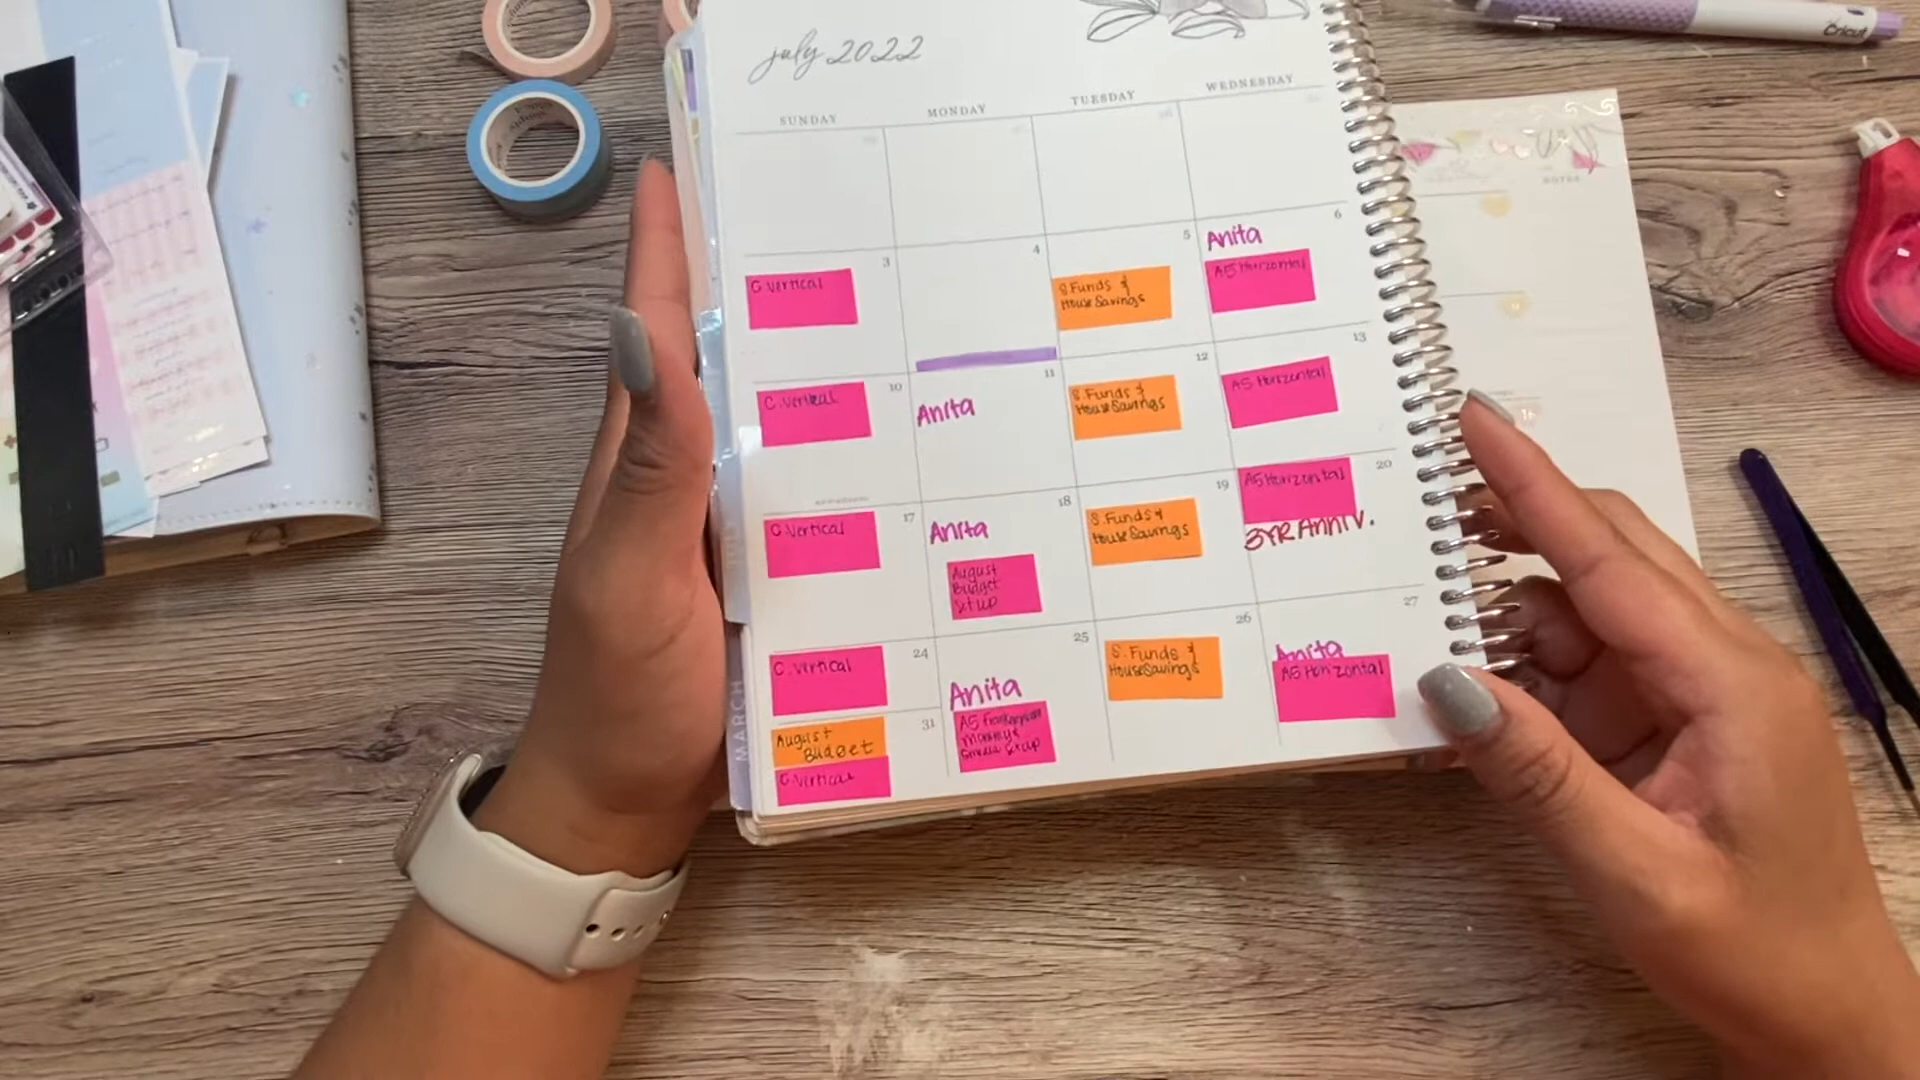 july 2022
SUNDAY MONDAY TUESDAY WEDNESDAY
3
C. Vertical
4
5
S. Funds &
House Savings
6
Anita
A5 Horizontal
10
C. Vertical
11
Anita
12
S. Funds &
House Savings
13
A5 Horizontal
17
C. Vertical
18
Anita
August
Budget
Set up
19
S. Funds &
House Savings
20
A5 Horizontal
3YR ANNIV.
24
C. Vertical
25
Anita
A5
26
S. Funds &
House Savings
27
Anita
A5 Horizontal
31
August
Budget
C. Vertical
MARCH
NOTES
Cricut